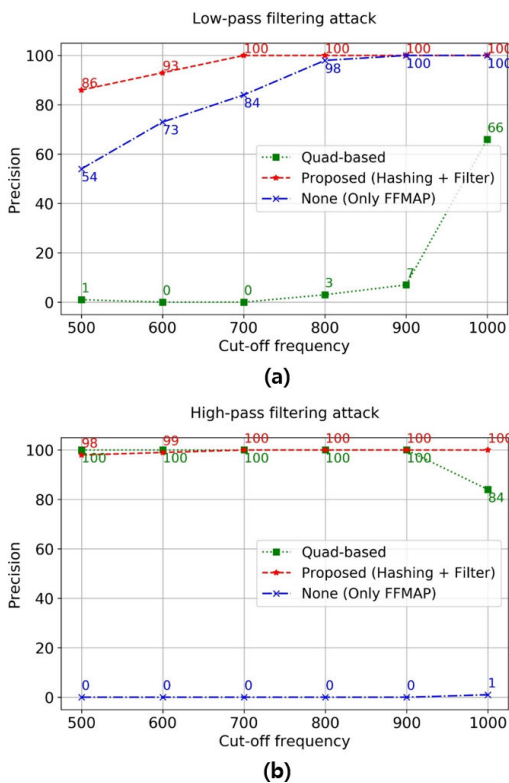 Low-pass filtering attack
100 100 100 100
93
86
100 100
98
84
73
54
66
1 0 0 3 7
Precision
100
80
60
40
20
0
Quad-based
Proposed (Hashing + Filter)
None (Only FFMAP)
500 600 700 800 900 1000
Cut-off frequency
(a)
High-pass filtering attack
98 99 100 100 100 100
100 100 100 100 100
84
0 0 0 0 0 1
Precision
100
80
60
40
20
0
Quad-based
Proposed (Hashing + Filter)
None (Only FFMAP)
500 600 700 800 900 1000
Cut-off frequency
(b)